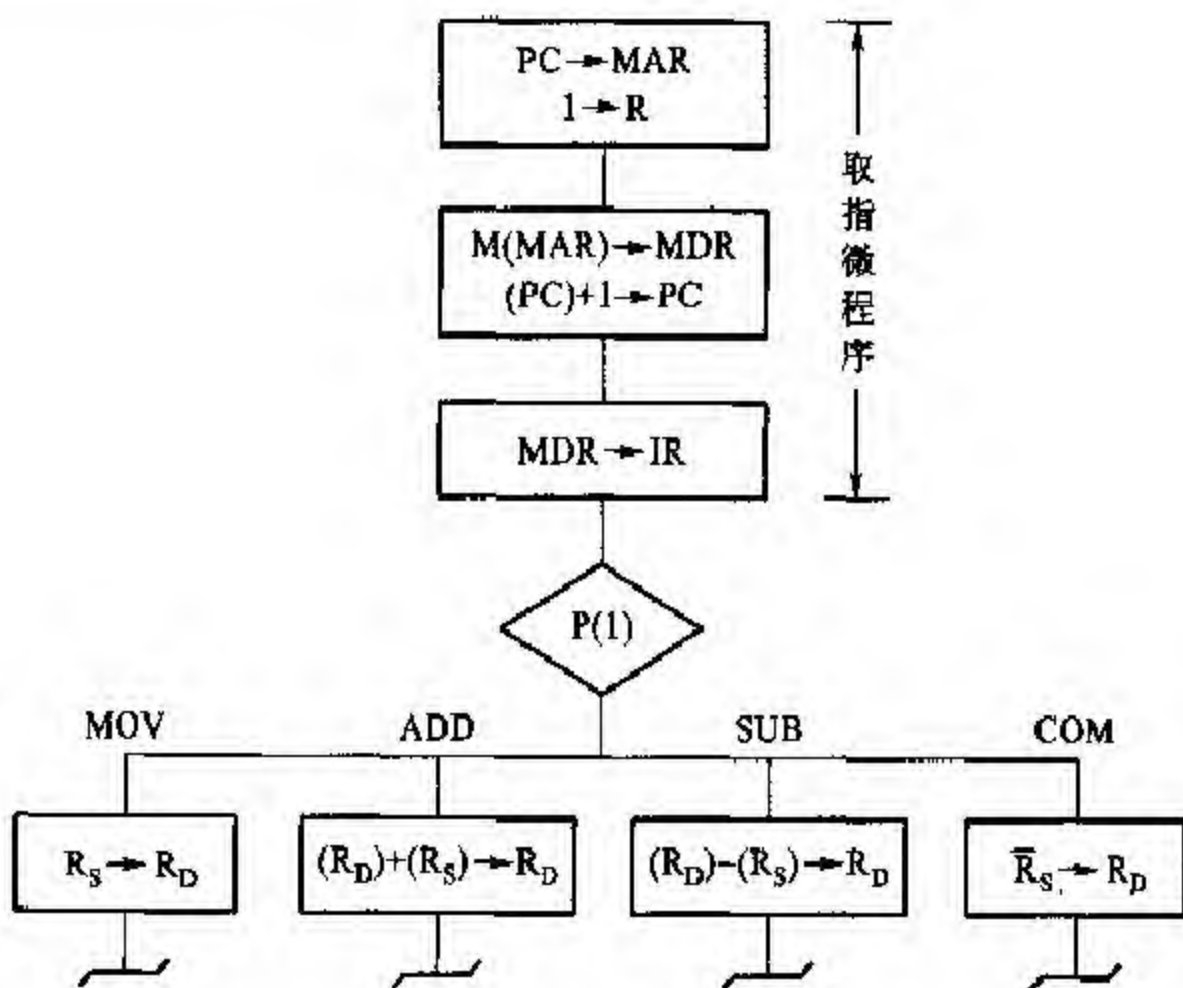 PC→MAR
1→R
取指微程序
M(MAR)→MDR
(PC)+1→PC
MDR→IR
P(1)
MOV ADD SUB COM
R_S→R_D (R_D)+(R_S)→R_D (R_D)-(R_S)→R_D R̅_S→R_D